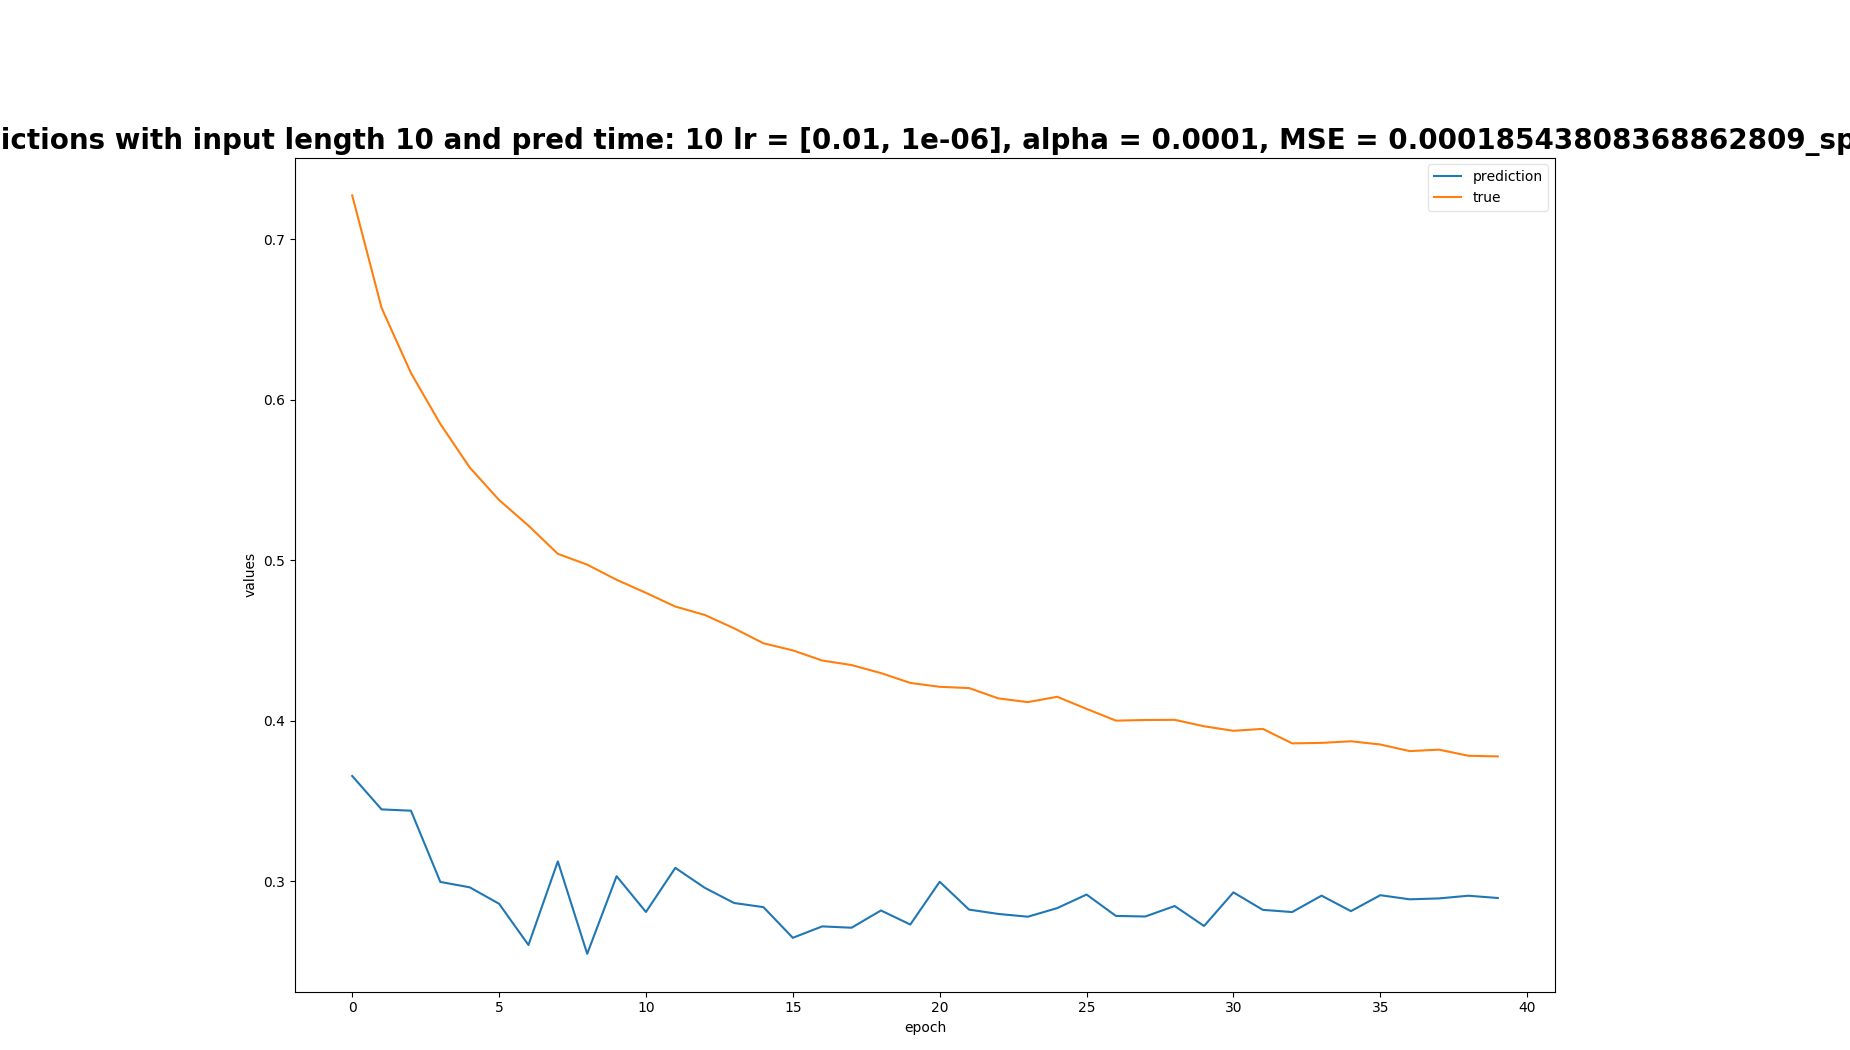 ictions with input length 10 and pred time: 10 lr = [0.01, 1e-06], alpha = 0.0001, MSE = 0.00018543808368862809_sp
prediction
true
0.7
0.6
0.5
0.4
0.3
values
0 5 10 15 20 25 30 35 40
epoch